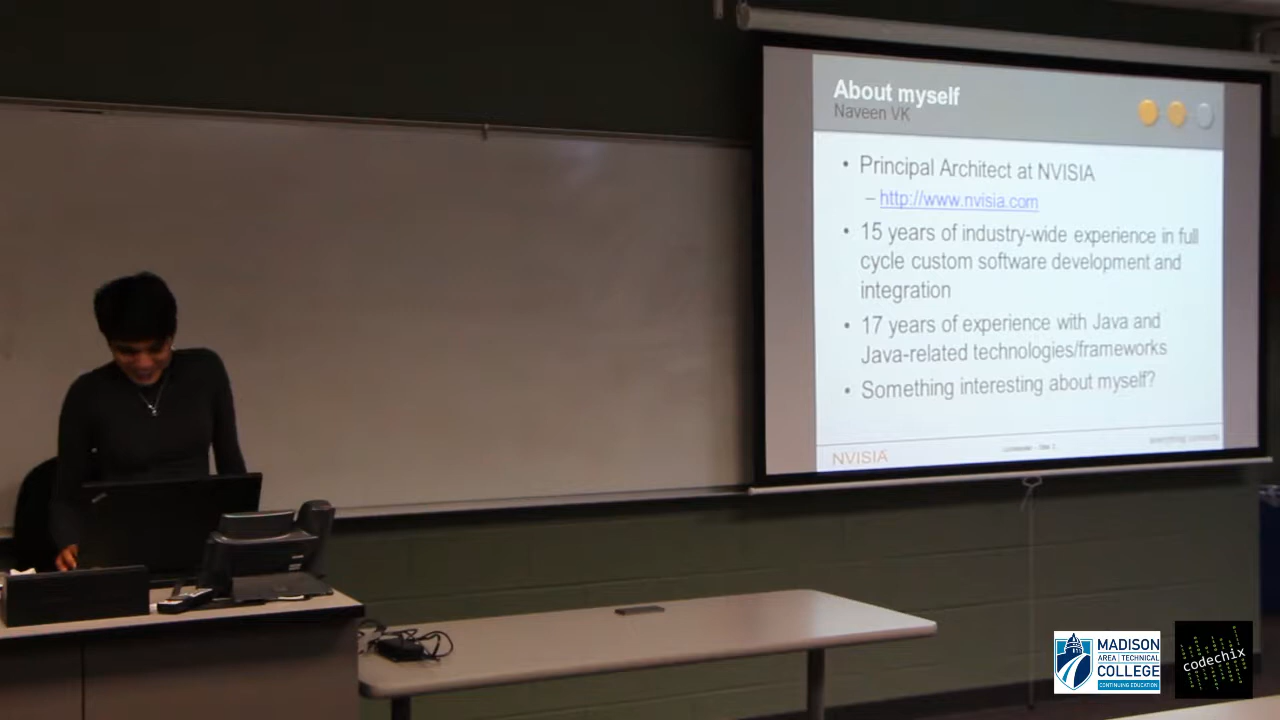 About myself
Naveen VK
• Principal Architect at NVISIA
– http://www.nvisia.com
• 15 years of industry-wide experience in full
cycle custom software development and
integration
• 17 years of experience with Java and
Java-related technologies/frameworks
• Something interesting about myself?
everything connects
NVISIA
MADISON
AREA TECHNICAL
COLLEGE
CONTINUING EDUCATION
codechix